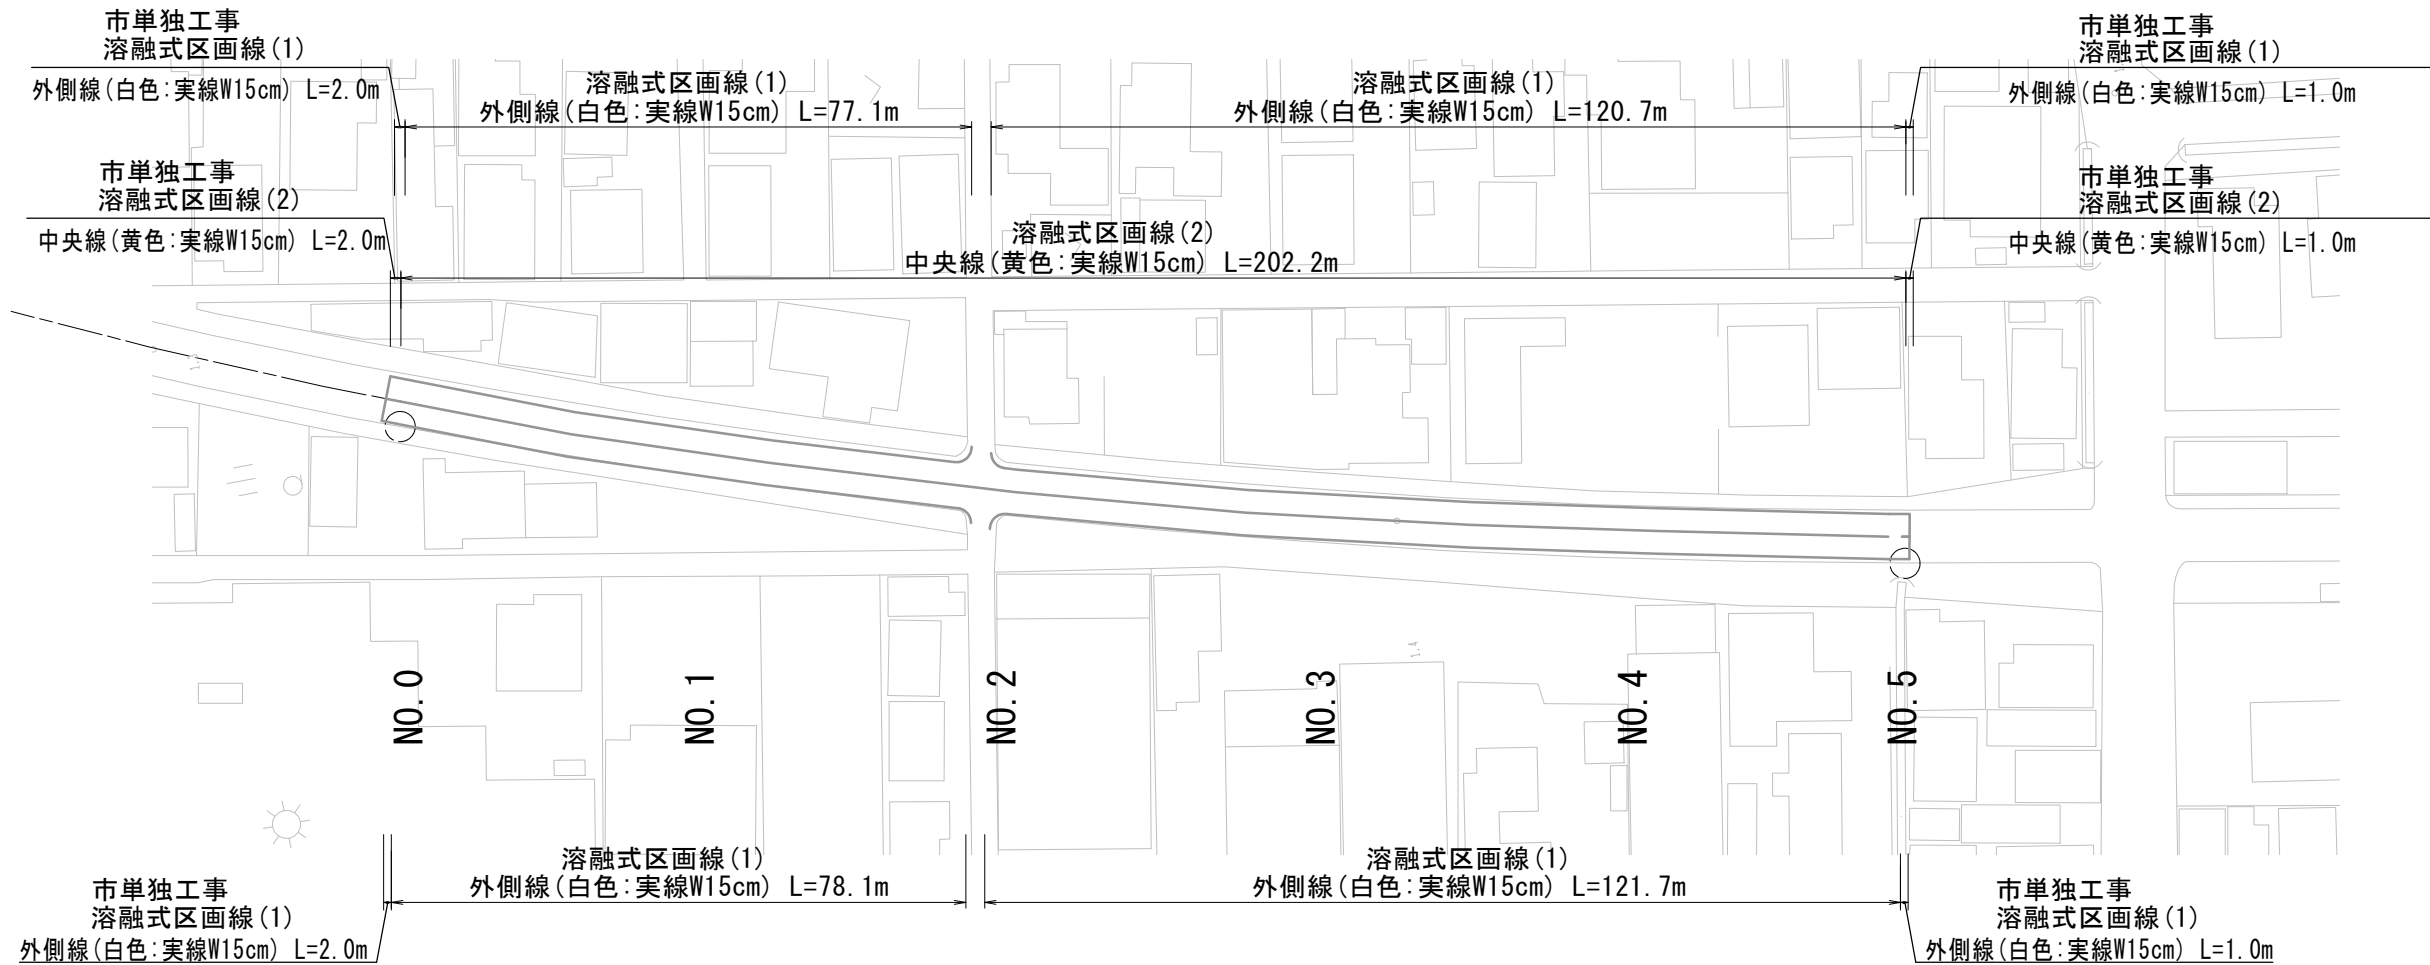 市単独工事
溶融式区画線(1)
外側線(白色:実線W15cm) L=2.0m
溶融式区画線(1)
外側線(白色:実線W15cm) L=77.1m
溶融式区画線(1)
外側線(白色:実線W15cm) L=120.7m
市単独工事
溶融式区画線(1)
外側線(白色:実線W15cm) L=1.0m
市単独工事
溶融式区画線(2)
中央線(黄色:実線W15cm) L=2.0m
溶融式区画線(2)
中央線(黄色:実線W15cm) L=202.2m
市単独工事
溶融式区画線(2)
中央線(黄色:実線W15cm) L=1.0m
NO.0
NO.1
NO.2
NO.3
NO.4
NO.5
1.4
市単独工事
溶融式区画線(1)
外側線(白色:実線W15cm) L=2.0m
溶融式区画線(1)
外側線(白色:実線W15cm) L=78.1m
溶融式区画線(1)
外側線(白色:実線W15cm) L=121.7m
市単独工事
溶融式区画線(1)
外側線(白色:実線W15cm) L=1.0m